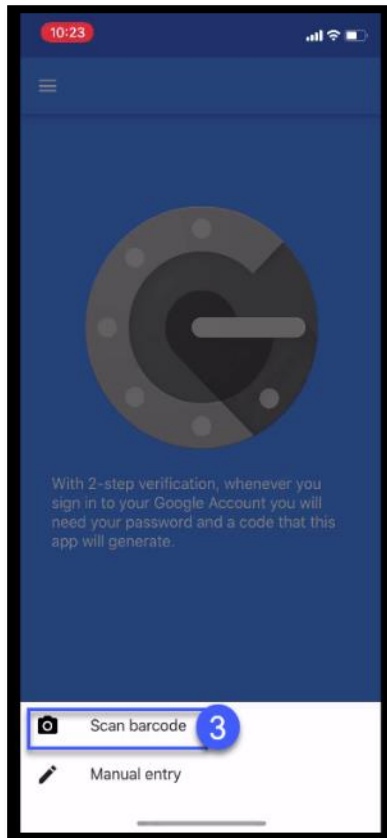 10:23
With 2-step verification, whenever you
sign in to your Google Account you will
need your password and a code that this
app will generate.
Scan barcode 3
Manual entry